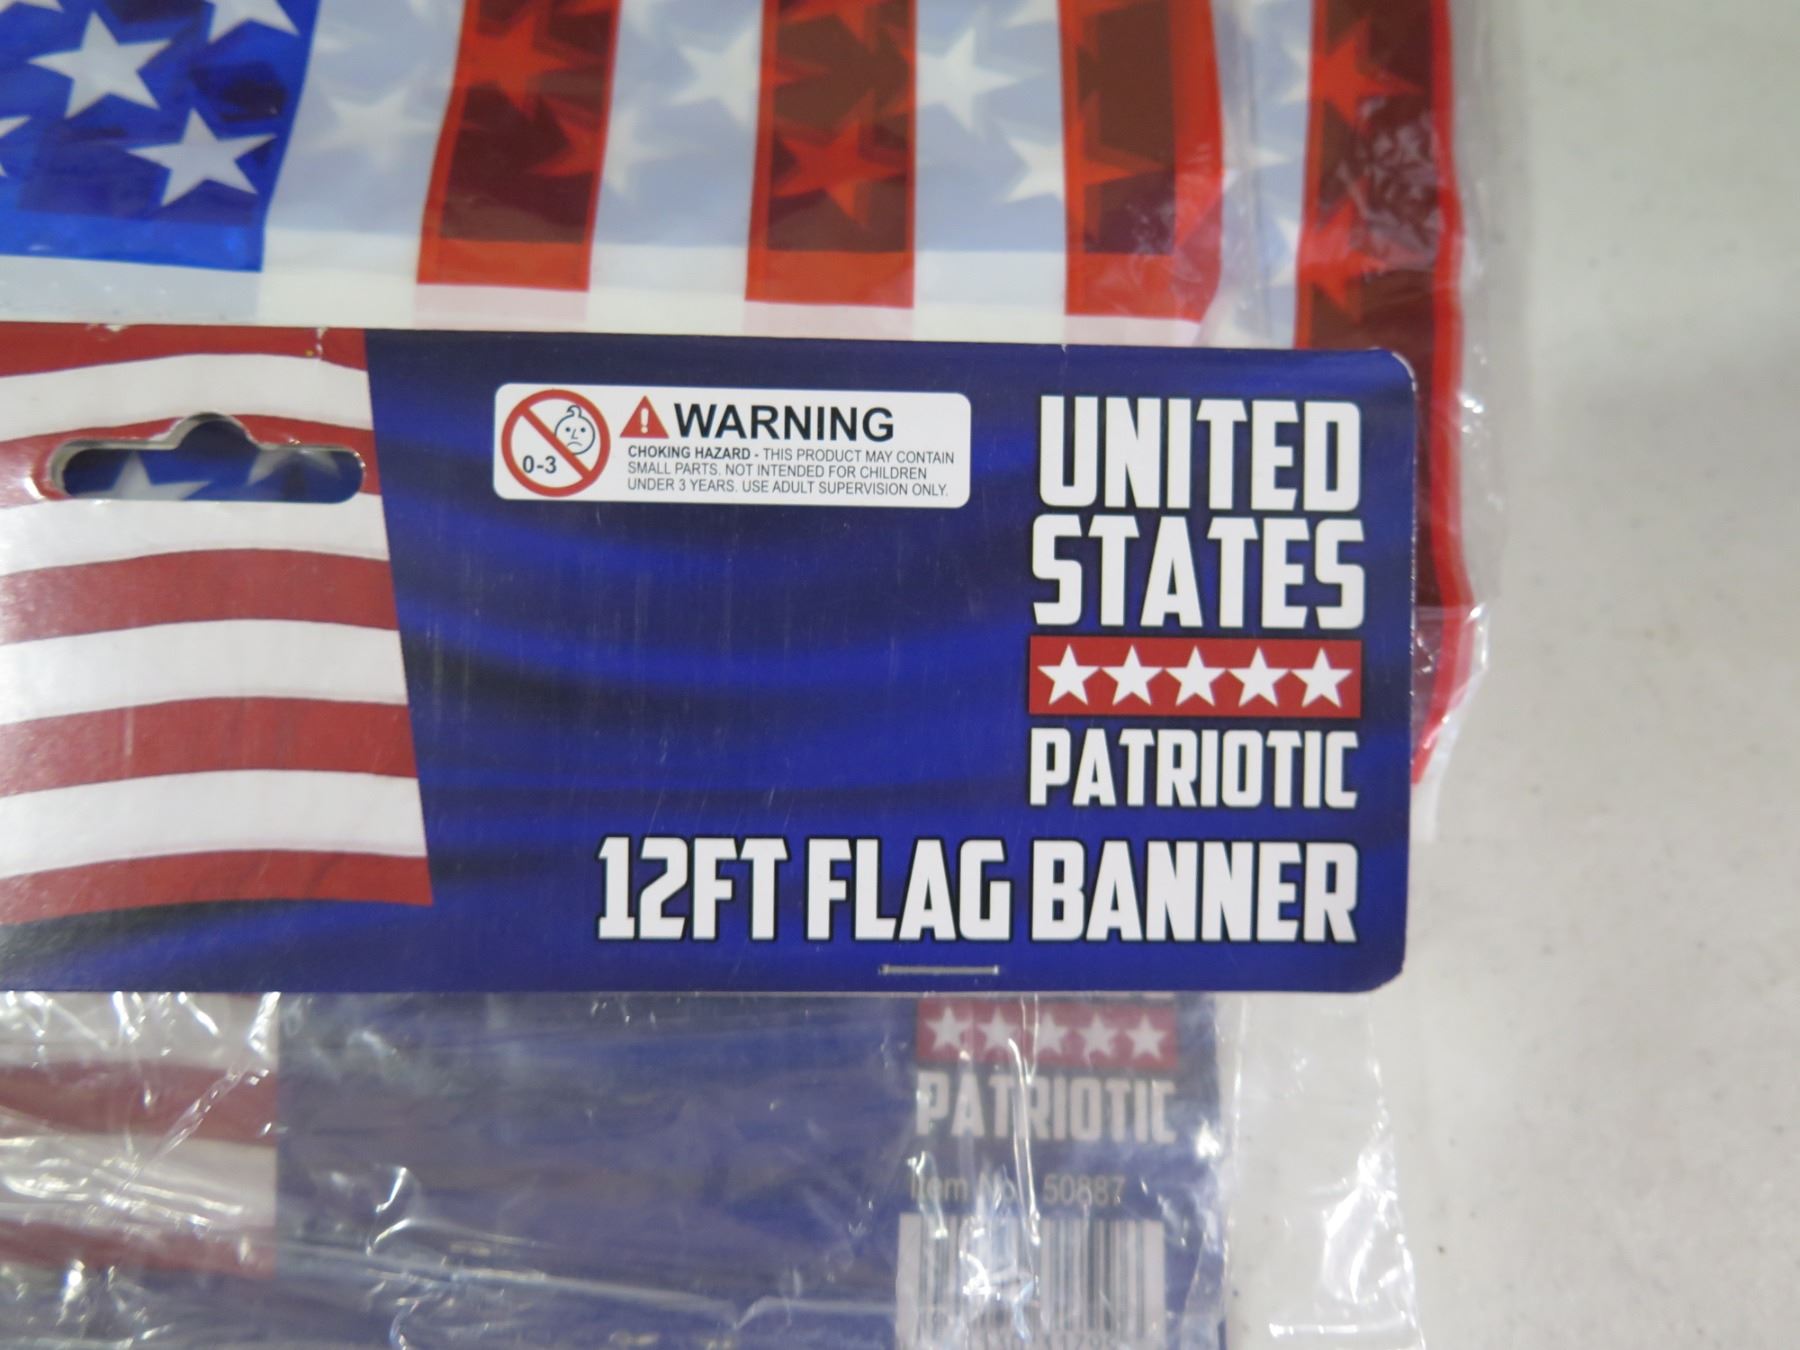 0-3
WARNING
CHOKING HAZARD - THIS PRODUCT MAY CONTAIN
SMALL PARTS. NOT INTENDED FOR CHILDREN
UNDER 3 YEARS. USE ADULT SUPERVISION ONLY.
UNITED
STATES
PATRIOTIC
12FT FLAG BANNER
PATRIOTIC
Item No. 50887